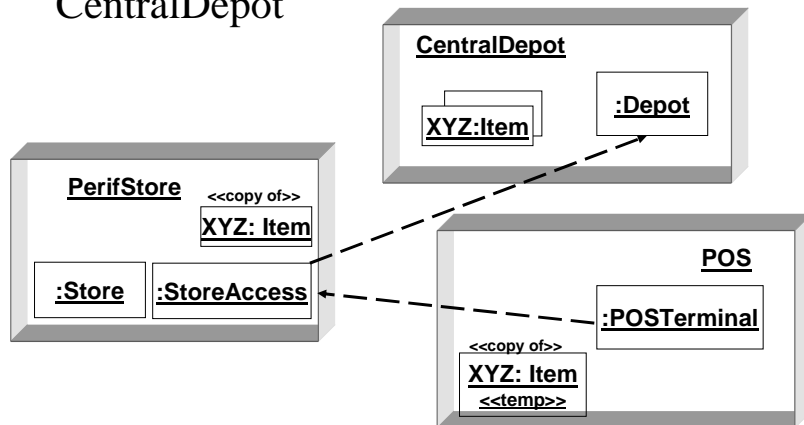 CentralDepot
CentralDepot
:Depot
XYZ:Item
PerifStore
<<copy of>>
XYZ: Item
:Store
:StoreAccess
POS
:POSTerminal
<<copy of>>
XYZ: Item
<<temp>>